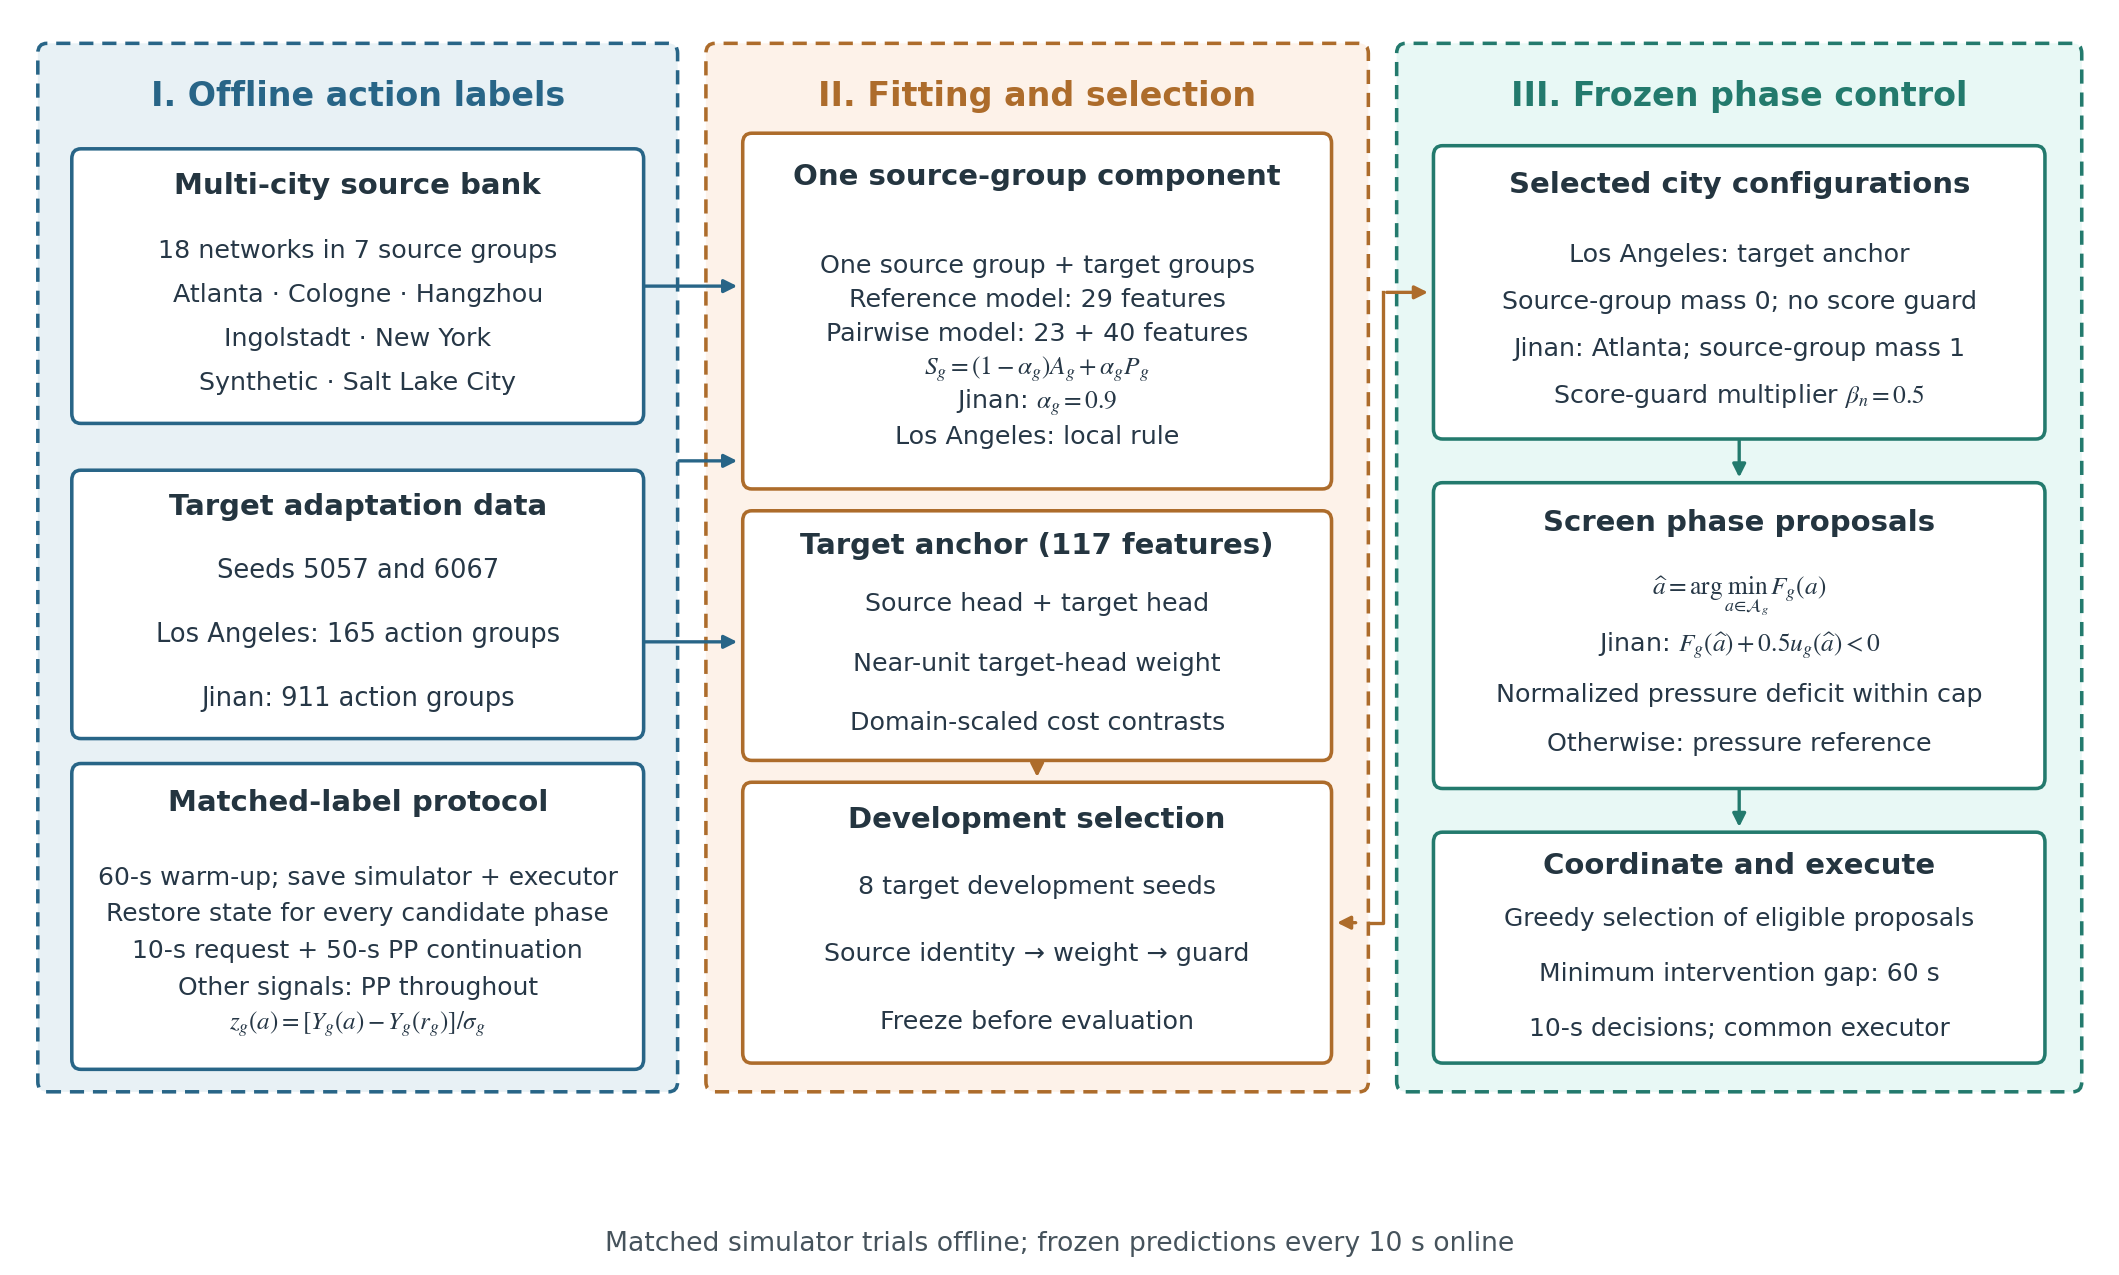 I. Offline action labels
Multi-city source bank
18 networks in 7 source groups
Atlanta · Cologne · Hangzhou
Ingolstadt · New York
Synthetic · Salt Lake City
Target adaptation data
Seeds 5057 and 6067
Los Angeles: 165 action groups
Jinan: 911 action groups
Matched-label protocol
60-s warm-up; save simulator + executor
Restore state for every candidate phase
10-s request + 50-s PP continuation
Other signals: PP throughout
z_g(a) = [Y_g(a) − Y_g(r_g)]/σ_g
II. Fitting and selection
One source-group component
One source group + target groups
Reference model: 29 features
Pairwise model: 23 + 40 features
S_g = (1 − α_g)A_g + α_g P_g
Jinan: α_g = 0.9
Los Angeles: local rule
Target anchor (117 features)
Source head + target head
Near-unit target-head weight
Domain-scaled cost contrasts
Development selection
8 target development seeds
Source identity → weight → guard
Freeze before evaluation
III. Frozen phase control
Selected city configurations
Los Angeles: target anchor
Source-group mass 0; no score guard
Jinan: Atlanta; source-group mass 1
Score-guard multiplier β_n = 0.5
Screen phase proposals
â = arg min_{a∈𝒜_g} F_g(a)
Jinan: F_g(â) + 0.5u_g(â) < 0
Normalized pressure deficit within cap
Otherwise: pressure reference
Coordinate and execute
Greedy selection of eligible proposals
Minimum intervention gap: 60 s
10-s decisions; common executor
Matched simulator trials offline; frozen predictions every 10 s online